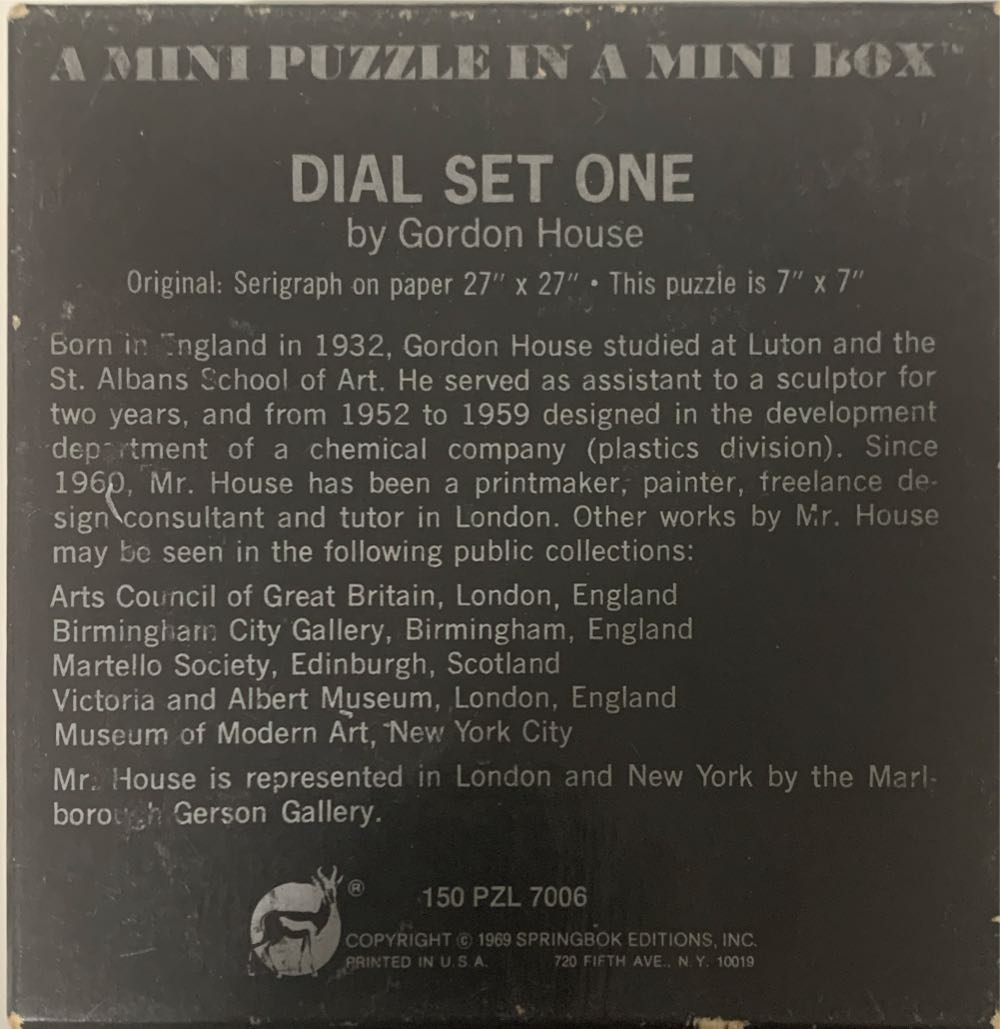 A MINI PUZZLE IN A MINI BOX™
DIAL SET ONE
by Gordon House
Original: Serigraph on paper 27″ x 27″ • This puzzle is 7″ x 7″
Born in England in 1932, Gordon House studied at Luton and the
St. Albans School of Art. He served as assistant to a sculptor for
two years, and from 1952 to 1959 designed in the development
department of a chemical company (plastics division). Since
1960, Mr. House has been a printmaker, painter, freelance de-
sign consultant and tutor in London. Other works by Mr. House
may be seen in the following public collections:
Arts Council of Great Britain, London, England
Birmingham City Gallery, Birmingham, England
Martello Society, Edinburgh, Scotland
Victoria and Albert Museum, London, England
Museum of Modern Art, New York City
Mr. House is represented in London and New York by the Marl-
borough Gerson Gallery.
®
150 PZL 7006
COPYRIGHT © 1969 SPRINGBOK EDITIONS, INC.
PRINTED IN U.S.A. 720 FIFTH AVE., N.Y. 10019